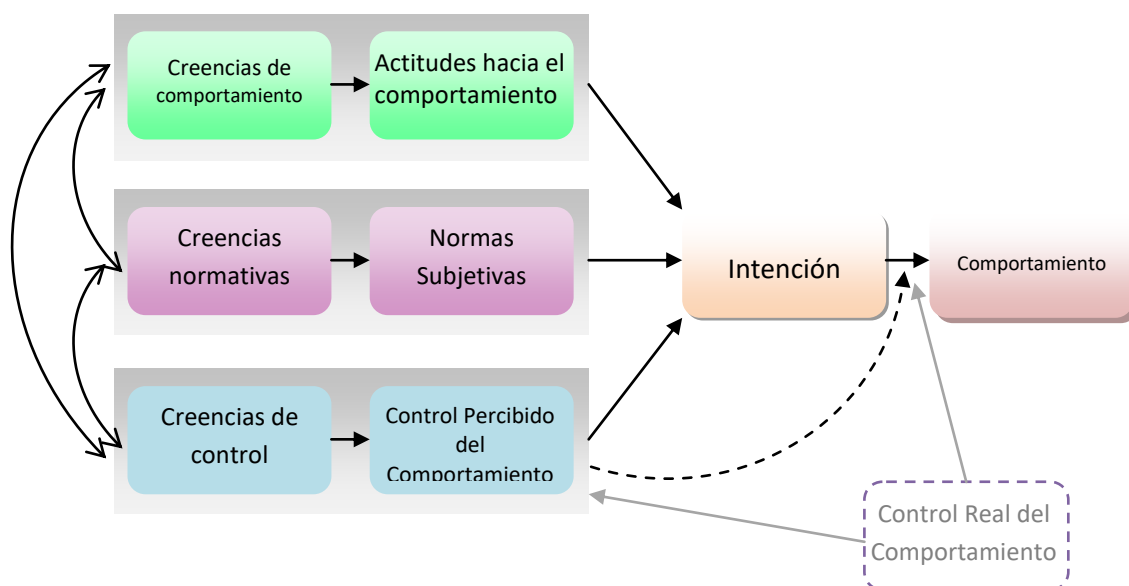 Creencias de
comportamiento
Actitudes hacia el
comportamiento
Creencias
normativas
Normas
Subjetivas
Intención
Comportamiento
Creencias de
control
Control Percibido
del
Comportamiento
Control Real del
Comportamiento